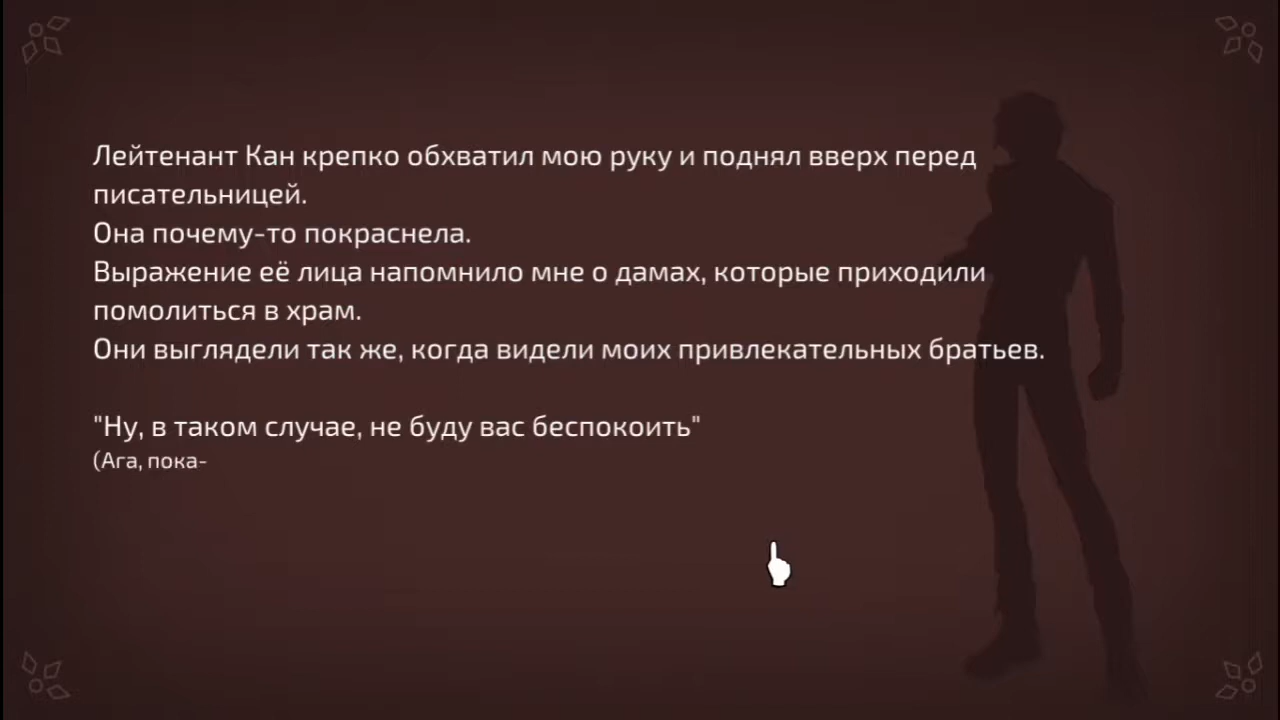 Лейтенант Кан крепко обхватил мою руку и поднял вверх перед
писательницей.
Она почему-то покраснела.
Выражение её лица напомнило мне о дамах, которые приходили
помолиться в храм.
Они выглядели так же, когда видели моих привлекательных братьев.
"Ну, в таком случае, не буду вас беспокоить"
(Ага, пока-